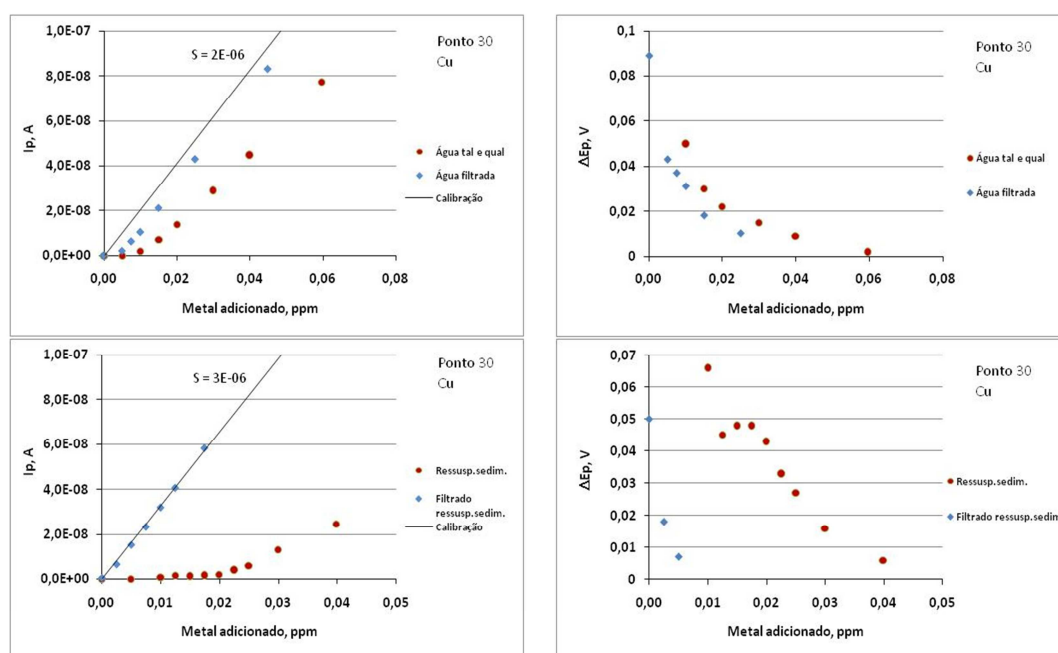 1,0E-07
8,0E-08
6,0E-08
4,0E-08
2,0E-08
0,0E+00
Ip, A
S = 2E-06
Ponto 30
Cu
Água tal e qual
Água filtrada
Calibração
0,00
0,02
0,04
0,06
0,08
Metal adicionado, ppm
0,1
0,08
0,06
0,04
0,02
0
ΔEp, V
Ponto 30
Cu
Água tal e qual
Água filtrada
0,00
0,02
0,04
0,06
0,08
Metal adicionado, ppm
1,0E-07
8,0E-08
6,0E-08
4,0E-08
2,0E-08
0,0E+00
Ip, A
S = 3E-06
Ponto 30
Cu
Ressusp.sedim.
Filtrado
ressusp.sedim.
Calibração
0,00
0,01
0,02
0,03
0,04
0,05
Metal adicionado, ppm
0,07
0,06
0,05
0,04
0,03
0,02
0,01
0
ΔEp, V
Ponto 30
Cu
Ressusp.sedim.
Filtrado ressusp.sedim
0,00
0,01
0,02
0,03
0,04
0,05
Metal adicionado, ppm